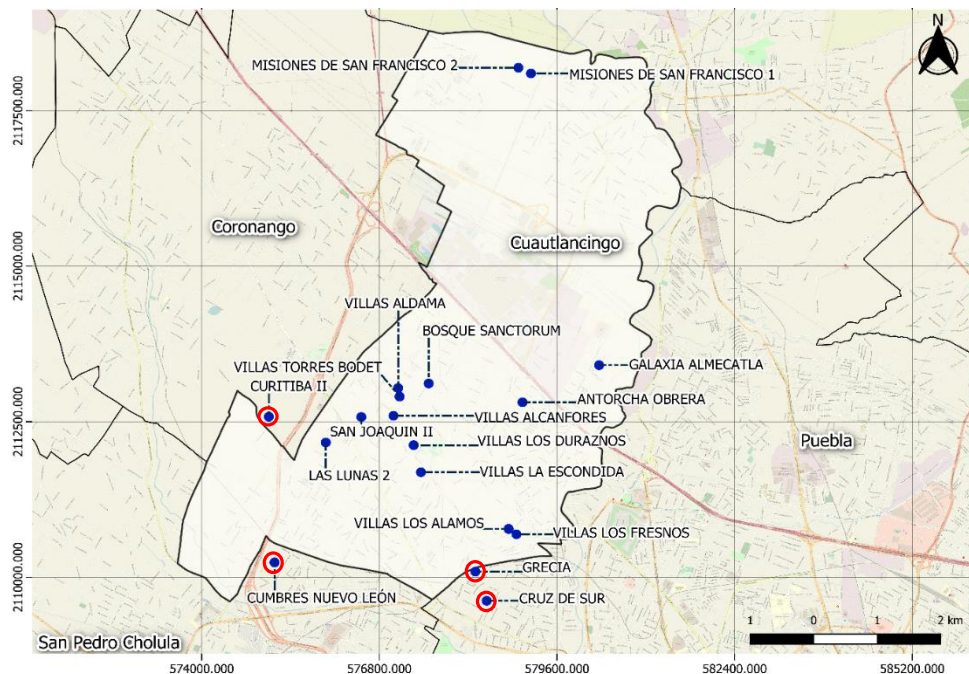 N
MISIONES DE SAN FRANCISCO 2
MISIONES DE SAN FRANCISCO 1
2117500.000
Coronango
Cuautlancingo
2115000.000
VILLAS ALDAMA
BOSQUE SANCTORUM
VILLAS TORRES BODET
GALAXIA ALMECATLA
CURITIBA II
ANTORCHA OBRERA
2112500.000
VILLAS ALCANFORES
SAN JOAQUIN II
VILLAS LOS DURAZNOS
Puebla
LAS LUNAS 2
VILLAS LA ESCONDIDA
VILLAS LOS ALAMOS
VILLAS LOS FRESNOS
GRECIA
2110000.000
CUMBRES NUEVO LEÓN
CRUZ DE SUR
1 0 1 2 km
San Pedro Cholula
574000.000 576800.000 579600.000 582400.000 585200.000